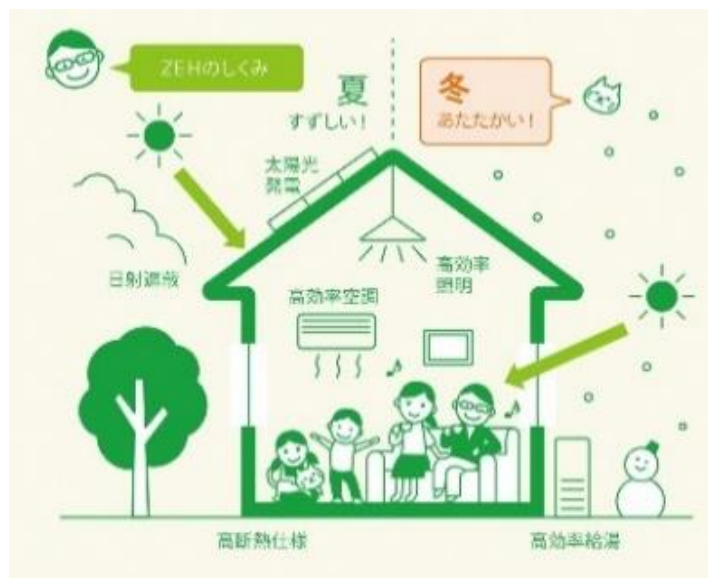 ZEHのしくみ
夏
すずしい！
冬
あたたかい！
太陽光
発電
日射遮蔽
高効率
照明
高効率空調
高断熱仕様
高効率給湯